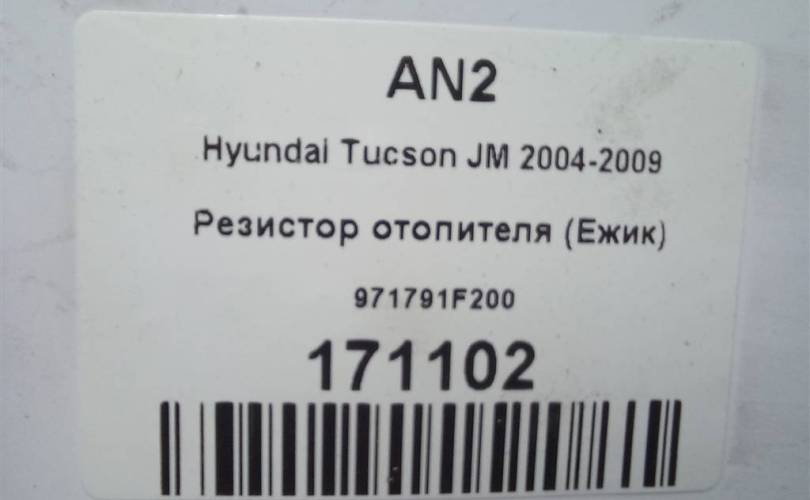 AN2
Hyundai Tucson JM 2004-2009
Резистор отопителя (Ежик)
971791F200
171102